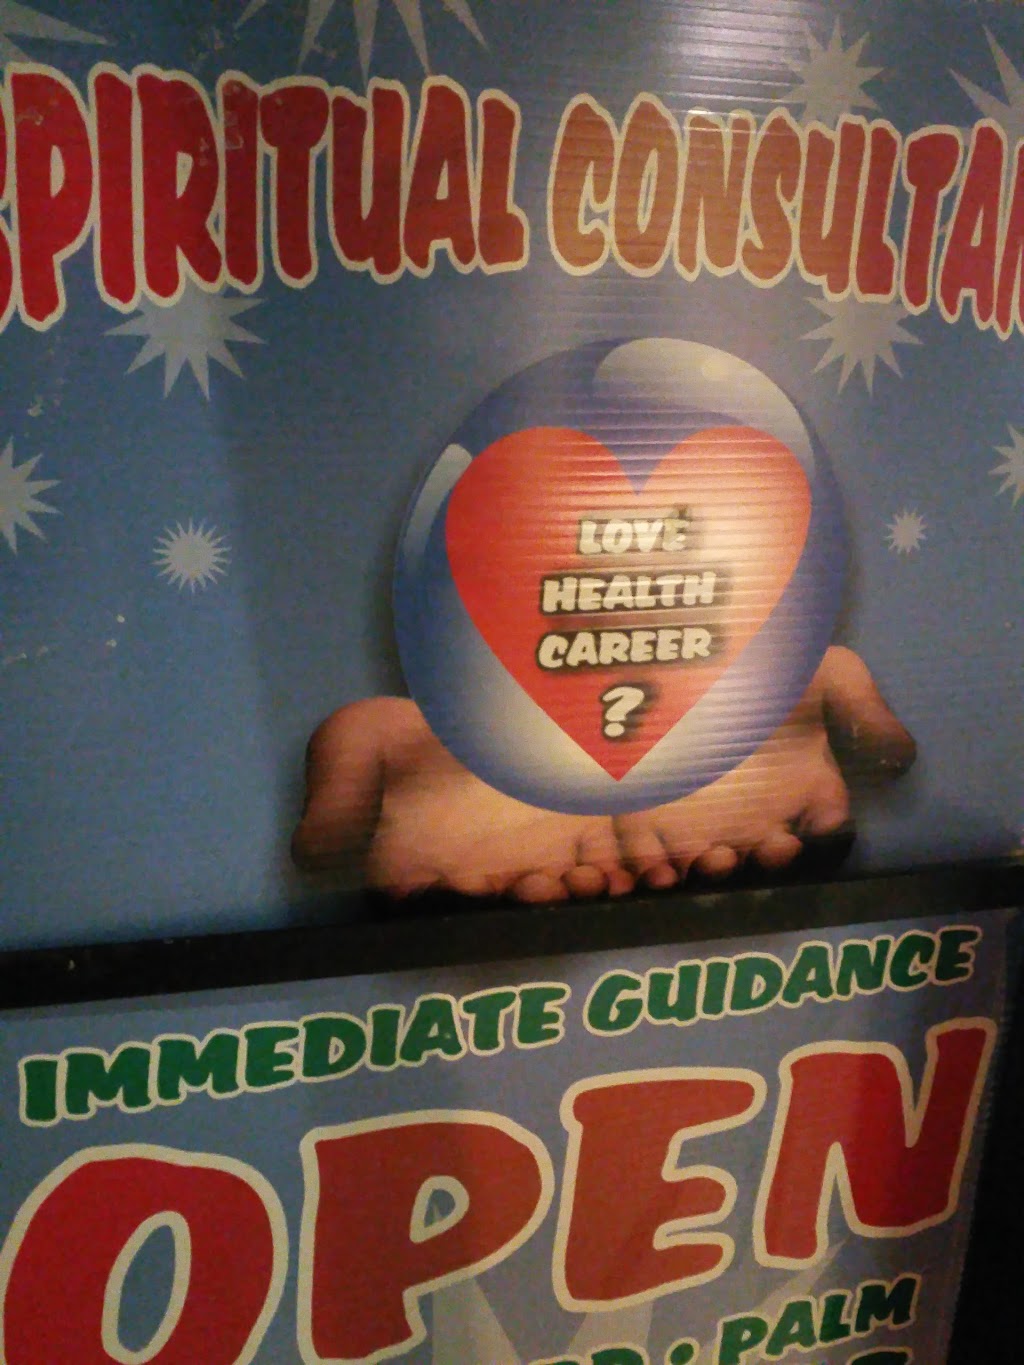 SPIRITUAL CONSULTAN
LOVE
HEALTH
CAREER
?
IMMEDIATE GUIDANCE
OPEN
• PALM